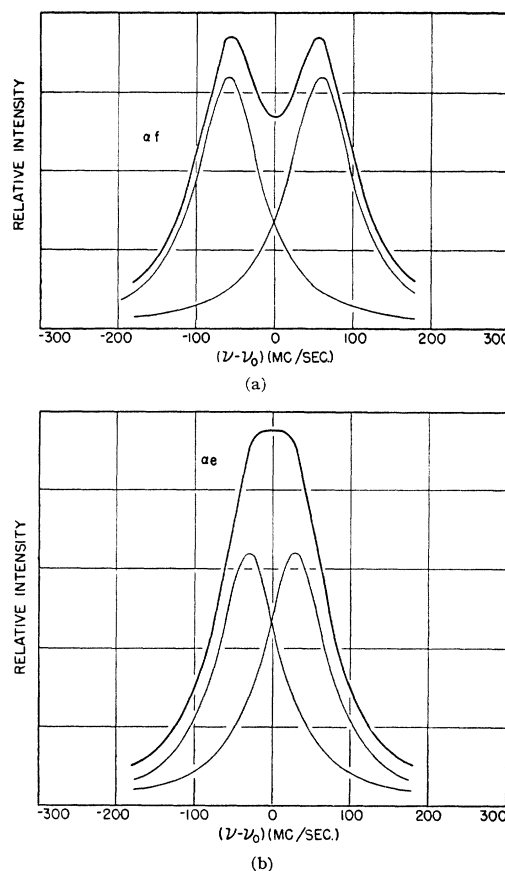 RELATIVE INTENSITY
αf
-300 -200 -100 0 100 200 300
(ν-ν₀) (MC/SEC.)
(a)
RELATIVE INTENSITY
αe
-300 -200 -100 0 100 200 300
(ν-ν₀) (MC/SEC.)
(b)